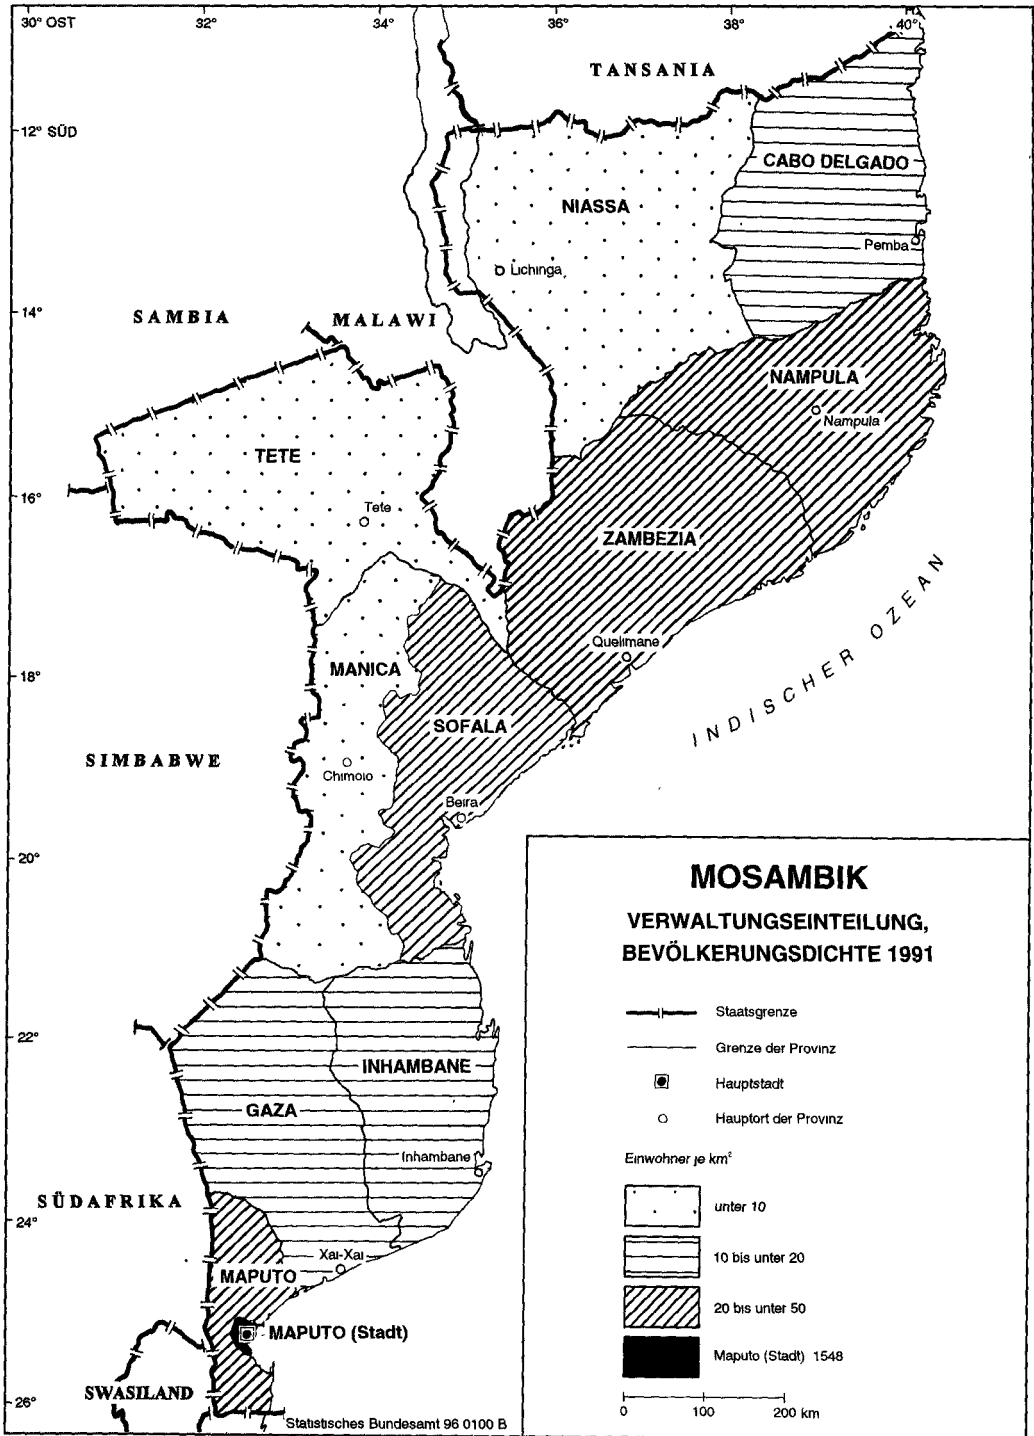 30° OST
32°
34°
36°
38°
40°
TANSANIA
12° SÜD
CABO DELGADO
NIASSA
Pemba
Lichinga
14°
SAMBIA
MALAWI
NAMPULA
Nampula
TETE
16°
Tete
ZAMBEZIA
INDISCHER OZEAN
Quelimane
MANICA
18°
SOFALA
SIMBABWE
Chimoio
Beira
20°
MOSAMBIK
VERWALTUNGSEINTEILUNG,
BEVÖLKERUNGSDICHTE 1991
Staatsgrenze
22°
Grenze der Provinz
INHAMBANE
Hauptstadt
GAZA
Hauptort der Provinz
Inhambane
Einwohner je km²
SÜDAFRIKA
unter 10
24°
Xai-Xai
10 bis unter 20
MAPUTO
20 bis unter 50
MAPUTO (Stadt)
Maputo (Stadt) 1548
SWASILAND
26°
0 100 200 km
Statistisches Bundesamt 96 0100 B